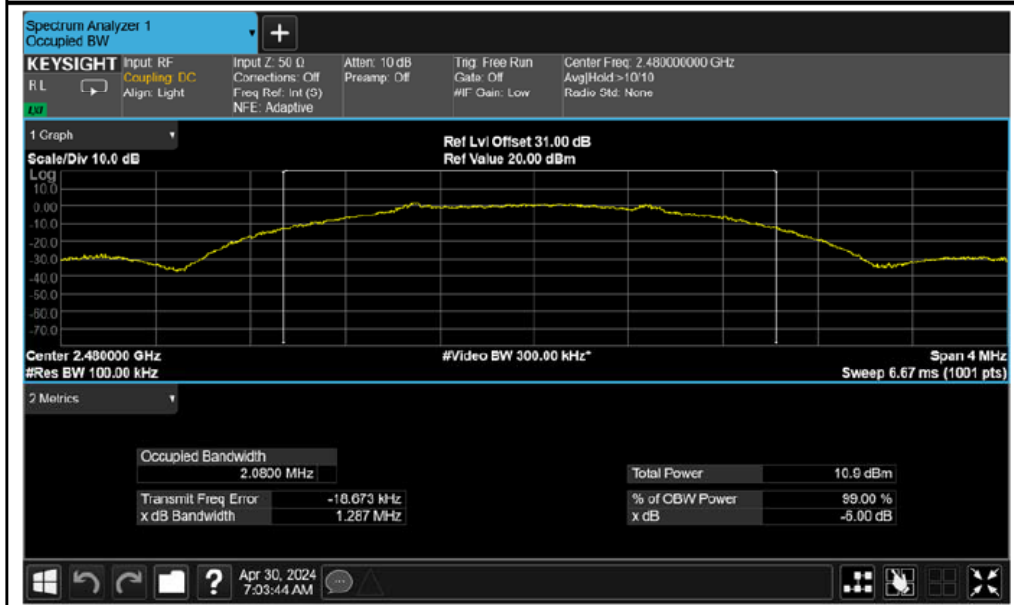 Spectrum Analyzer 1
Occupied BW
+
KEYSIGHT Input: RF Input Z: 50 Ω Atten: 10 dB Trig: Free Run Center Freq: 2.480000000 GHz
RL Coupling: DC Corrections: Off Preamp: Off Gate: Off Avg|Hold:>10/10
Align: Light Freq Ref: Int (S) #IF Gain: Low Radio Std: None
LXI NFE: Adaptive
1 Graph Ref Lvl Offset 31.00 dB
Scale/Div 10.0 dB Ref Value 20.00 dBm
Log
10.0
0.00
-10.0
-20.0
-30.0
-40.0
-50.0
-60.0
-70.0
Center 2.480000 GHz #Video BW 300.00 kHz* Span 4 MHz
#Res BW 100.00 kHz Sweep 6.67 ms (1001 pts)
2 Metrics
Occupied Bandwidth
2.0800 MHz Total Power 10.9 dBm
Transmit Freq Error -18.673 kHz % of OBW Power 99.00 %
x dB Bandwidth 1.287 MHz x dB -6.00 dB
? Apr 30, 2024
7:03:44 AM